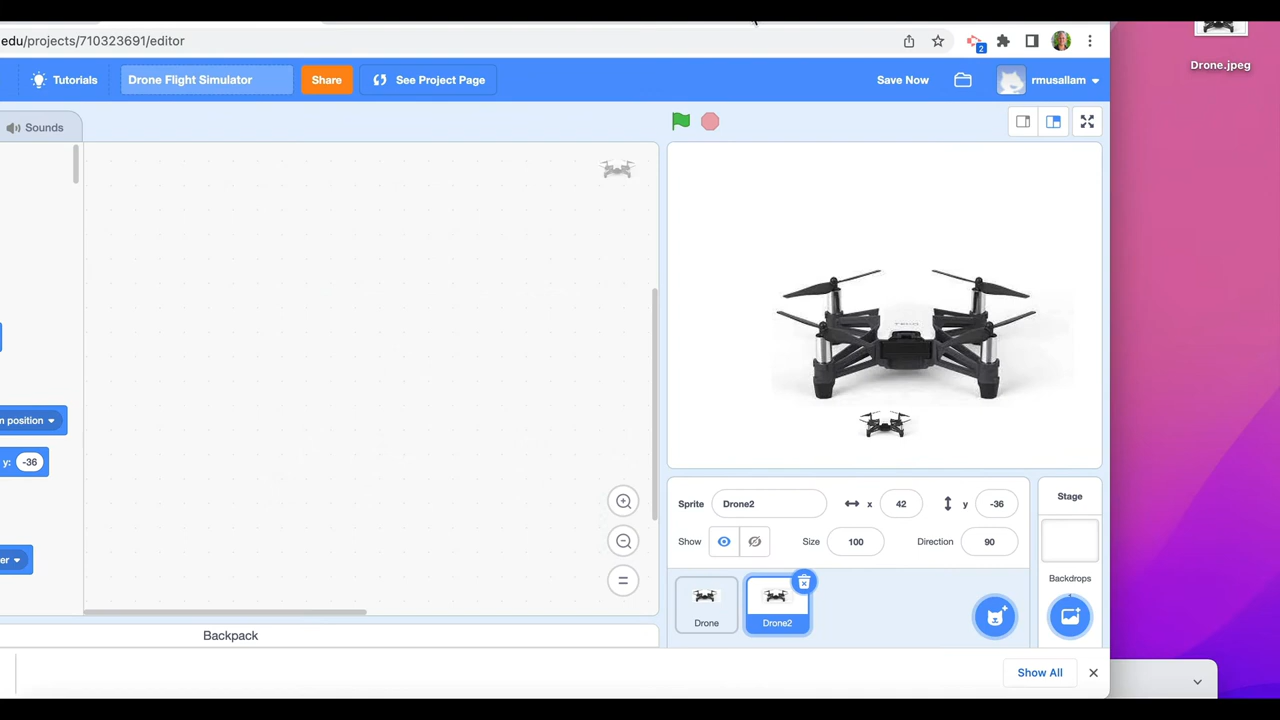 edu/projects/710323691/editor
2
Drone.jpeg
Tutorials
Drone Flight Simulator
Share
See Project Page
Save Now
rmusallam
Sounds
m position
y: -36
er
Sprite Drone2 x 42 y -36
Show Size 100 Direction 90
Stage
Backdrops
Drone
Drone2
Backpack
Show All